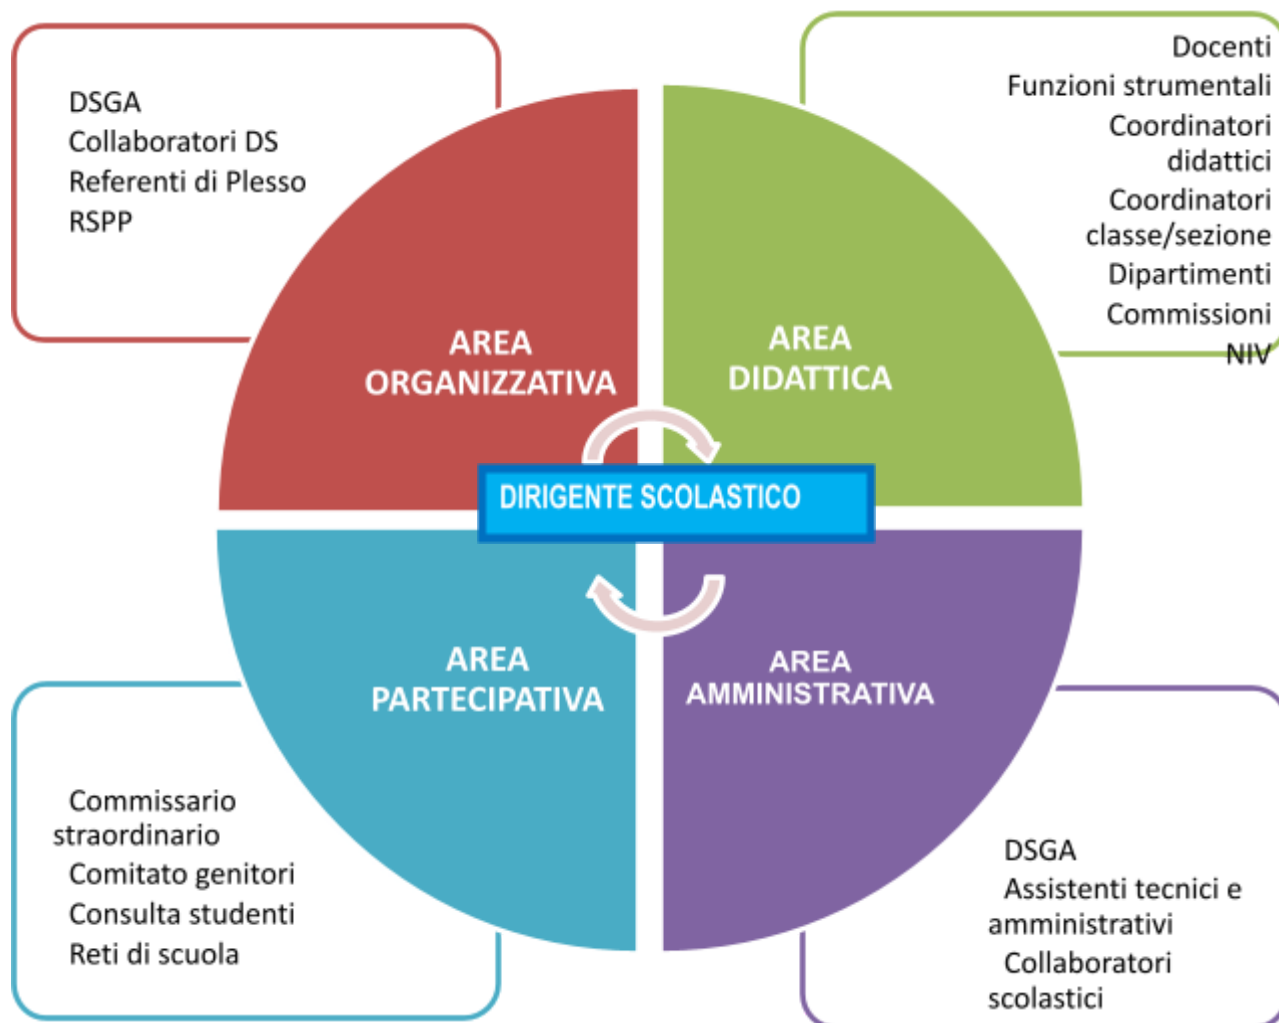 DSGA
Collaboratori DS
Referenti di Plesso
RSPP
Docenti
Funzioni strumentali
Coordinatori
didattici
Coordinatori
classe/sezione
Dipartimenti
Commissioni
NIV
AREA
ORGANIZZATIVA
AREA
DIDATTICA
DIRIGENTE SCOLASTICO
AREA
PARTECIPATIVA
AREA
AMMINISTRATIVA
Commissario
straordinario
Comitato genitori
Consulta studenti
Reti di scuola
DSGA
Assistenti tecnici e
amministrativi
Collaboratori
scolastici